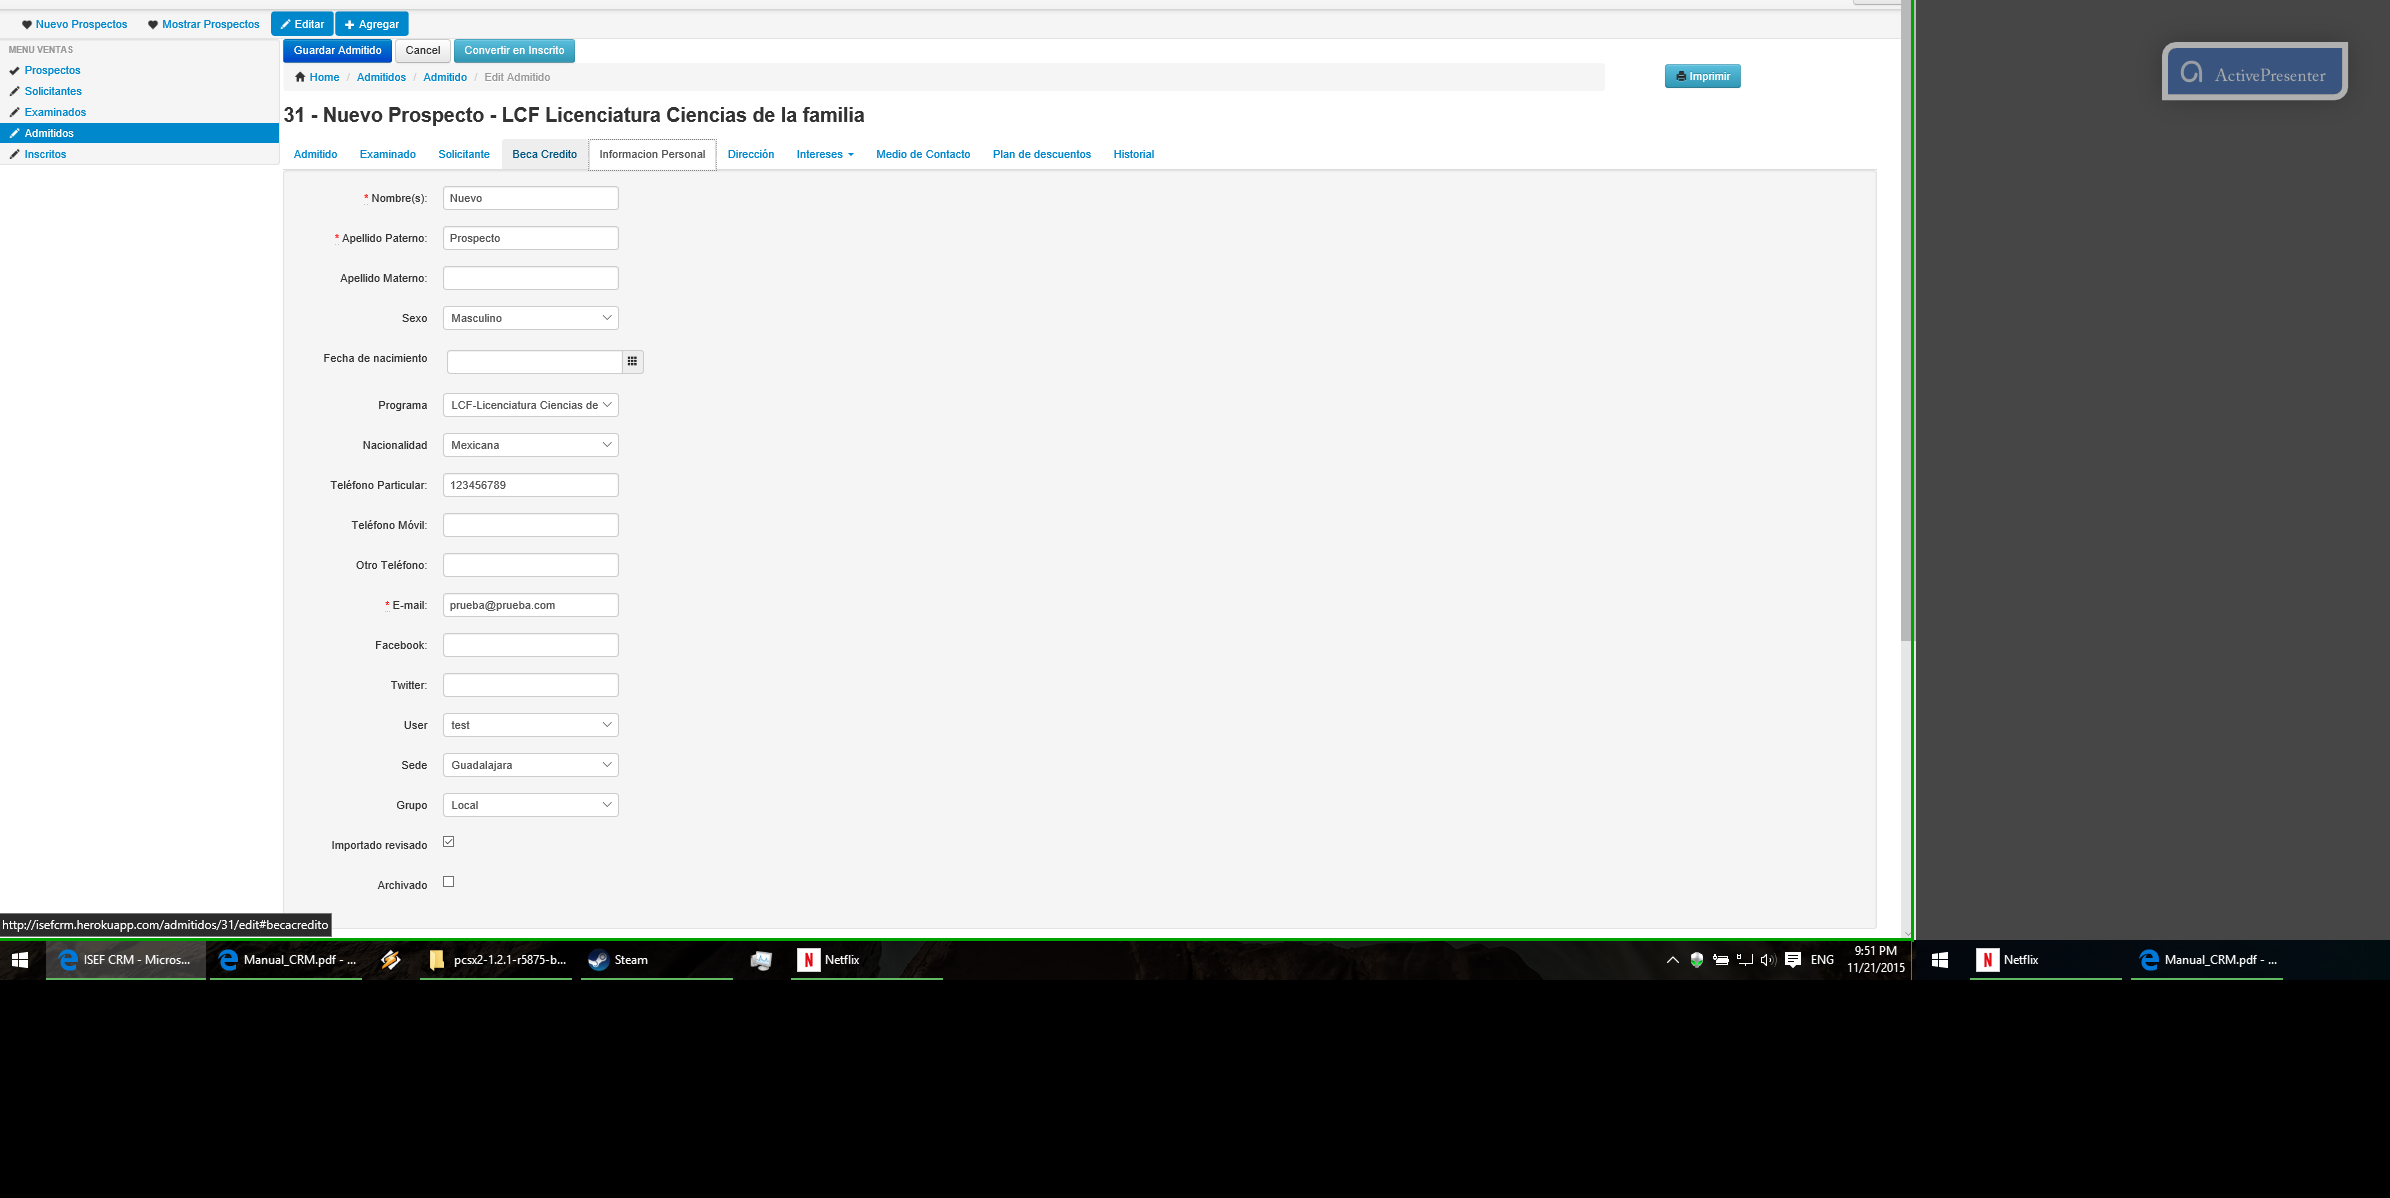 Nuevo Prospectos Mostrar Prospectos Editar Agregar
MENU VENTAS
Prospectos
Solicitantes
Examinados
Admitidos
Inscritos
Guardar Admitido Cancel Convertir en Inscrito
Home / Admitidos / Admitido / Edit Admitido
Imprimir
31 - Nuevo Prospecto - LCF Licenciatura Ciencias de la familia
Admitido Examinado Solicitante Beca Credito Informacion Personal Dirección Intereses Medio de Contacto Plan de descuentos Historial
* Nombre(s): Nuevo
* Apellido Paterno: Prospecto
Apellido Materno:
Sexo Masculino
Fecha de nacimiento
Programa LCF-Licenciatura Ciencias de
Nacionalidad Mexicana
Teléfono Particular: 123456789
Teléfono Móvil:
Otro Teléfono:
* E-mail: prueba@prueba.com
Facebook:
Twitter:
User test
Sede Guadalajara
Grupo Local
Importado revisado
Archivado
http://isefcrm.herokuapp.com/admitidos/31/edit#becacredito
ActivePresenter
ISEF CRM - Micros... Manual_CRM.pdf - ... pcsx2-1.2.1-r5875-b... Steam N Netflix ENG 9:51 PM
11/21/2015
N Netflix Manual_CRM.pdf - ...